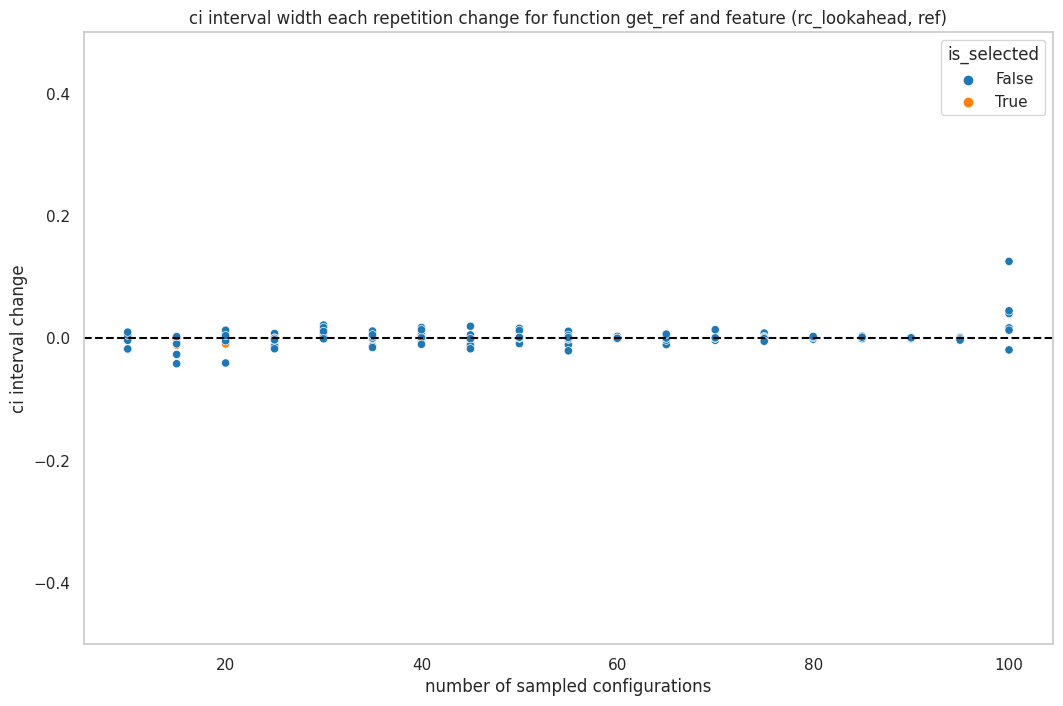 ci interval width each repetition change for function get_ref and feature (rc_lookahead, ref)
is_selected
False
True
ci interval change
0.4
0.2
0.0
−0.2
−0.4
20
40
60
80
100
number of sampled configurations